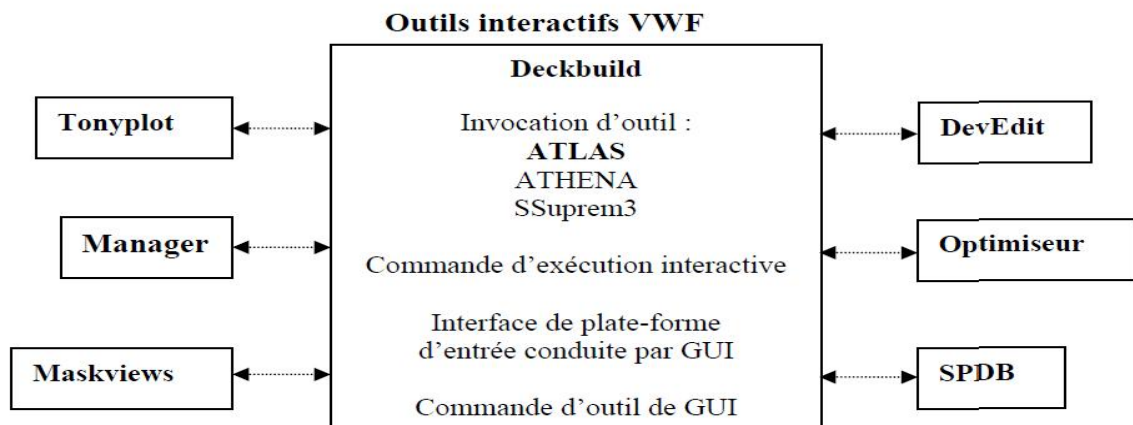 Outils interactifs VWF
Deckbuild
Invocation d'outil :
ATLAS
ATHENA
SSuprem3
Commande d'exécution interactive
Interface de plate-forme
d'entrée conduite par GUI
Commande d'outil de GUI
Tonyplot
Manager
Maskviews
DevEdit
Optimiseur
SPDB